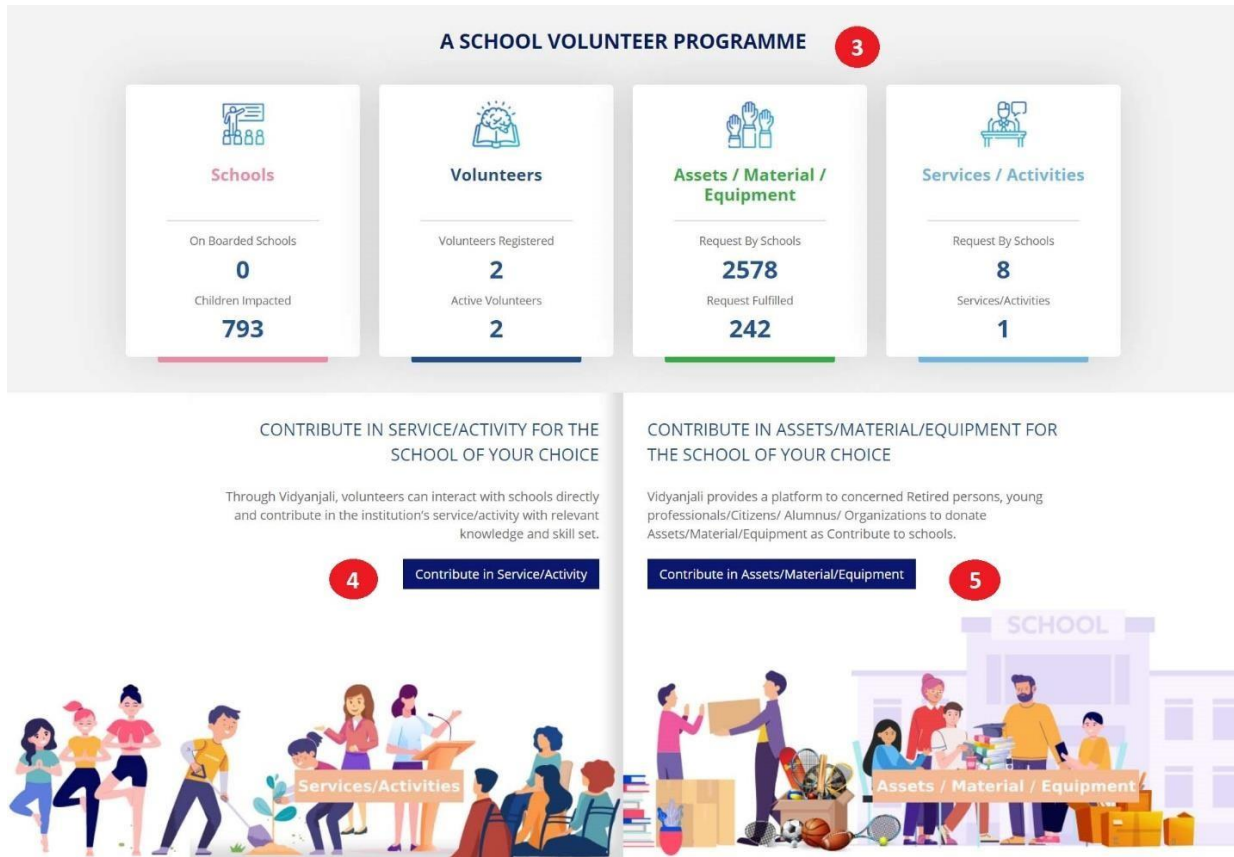 A SCHOOL VOLUNTEER PROGRAMME
3
Schools
On Boarded Schools
0
Children Impacted
793
Volunteers
Volunteers Registered
2
Active Volunteers
2
Assets / Material /
Equipment
Request By Schools
2578
Request Fulfilled
242
Services / Activities
Request By Schools
8
Services/Activities
1
CONTRIBUTE IN SERVICE/ACTIVITY FOR THE
SCHOOL OF YOUR CHOICE
Through Vidyanjali, volunteers can interact with schools directly
and contribute in the institution's service/activity with relevant
knowledge and skill set.
4
Contribute in Service/Activity
Services/Activities
CONTRIBUTE IN ASSETS/MATERIAL/EQUIPMENT FOR
THE SCHOOL OF YOUR CHOICE
Vidyanjali provides a platform to concerned Retired persons, young
professionals/Citizens/ Alumnus/ Organizations to donate
Assets/Material/Equipment as Contribute to schools.
Contribute in Assets/Material/Equipment
5
SCHOOL
Assets / Material / Equipment